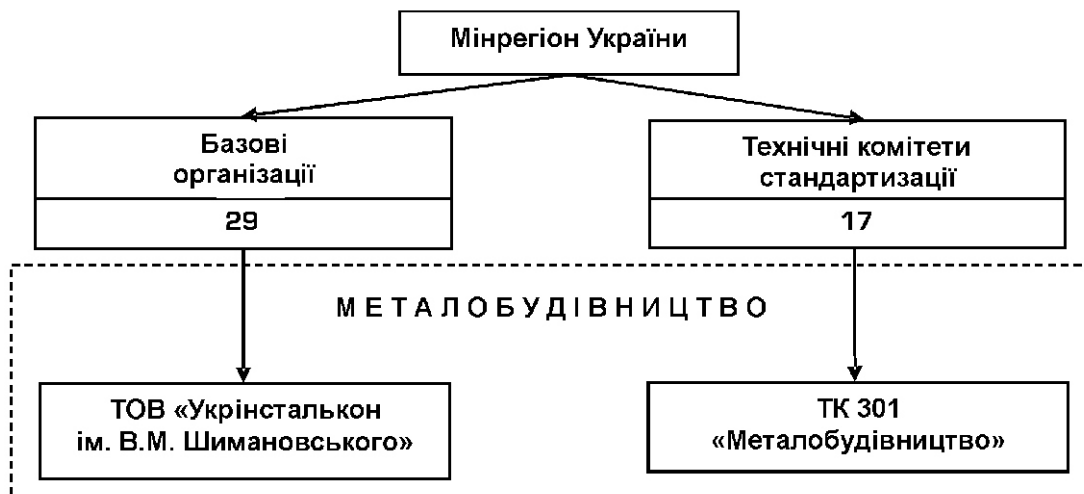 Мінрегіон України
Базові
організації
29
Технічні комітети
стандартизації
17
МЕТАЛОБУДІВНИЦТВО
ТОВ «Укрінсталькон
ім. В.М. Шимановського»
ТК 301
«Металобудівництво»